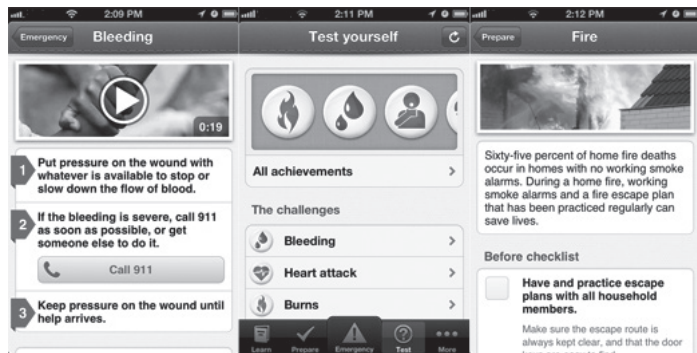 2:09 PM
Emergency
Bleeding
0:19
1
Put pressure on the wound with
whatever is available to stop or
slow down the flow of blood.
2
If the bleeding is severe, call 911
as soon as possible, or get
someone else to do it.
Call 911
3
Keep pressure on the wound until
help arrives.
2:11 PM
Test yourself
All achievements
The challenges
Bleeding
Heart attack
Burns
Learn
Prepare
Emergency
Test
More
2:12 PM
Prepare
Fire
Sixty-five percent of home fire deaths
occur in homes with no working smoke
alarms. During a home fire, working
smoke alarms and a fire escape plan
that has been practiced regularly can
save lives.
Before checklist
Have and practice escape
plans with all household
members.
Make sure the escape route is
always kept clear, and that the door